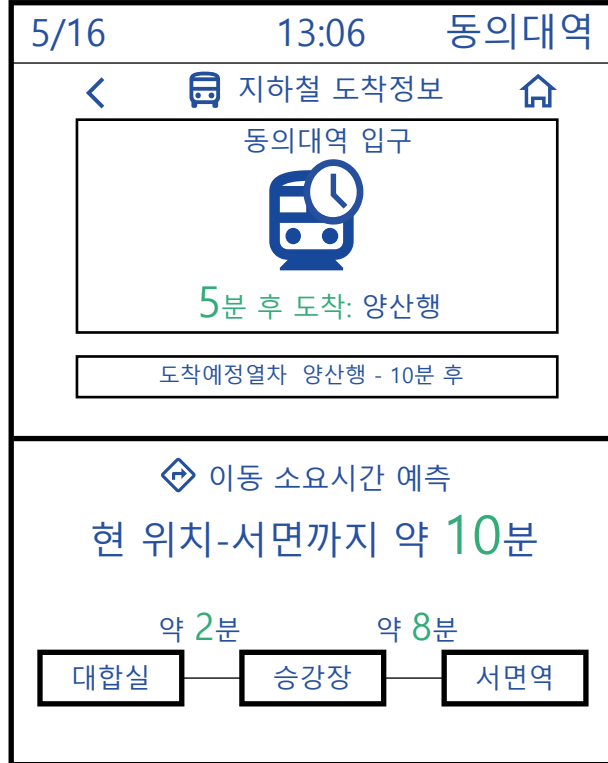 5/16 13:06 동의대역
지하철 도착정보
동의대역 입구
5분 후 도착: 양산행
도착예정열차 양산행 - 10분 후
이동 소요시간 예측
현 위치-서면까지 약 10분
약 2분 약 8분
대합실 승강장 서면역